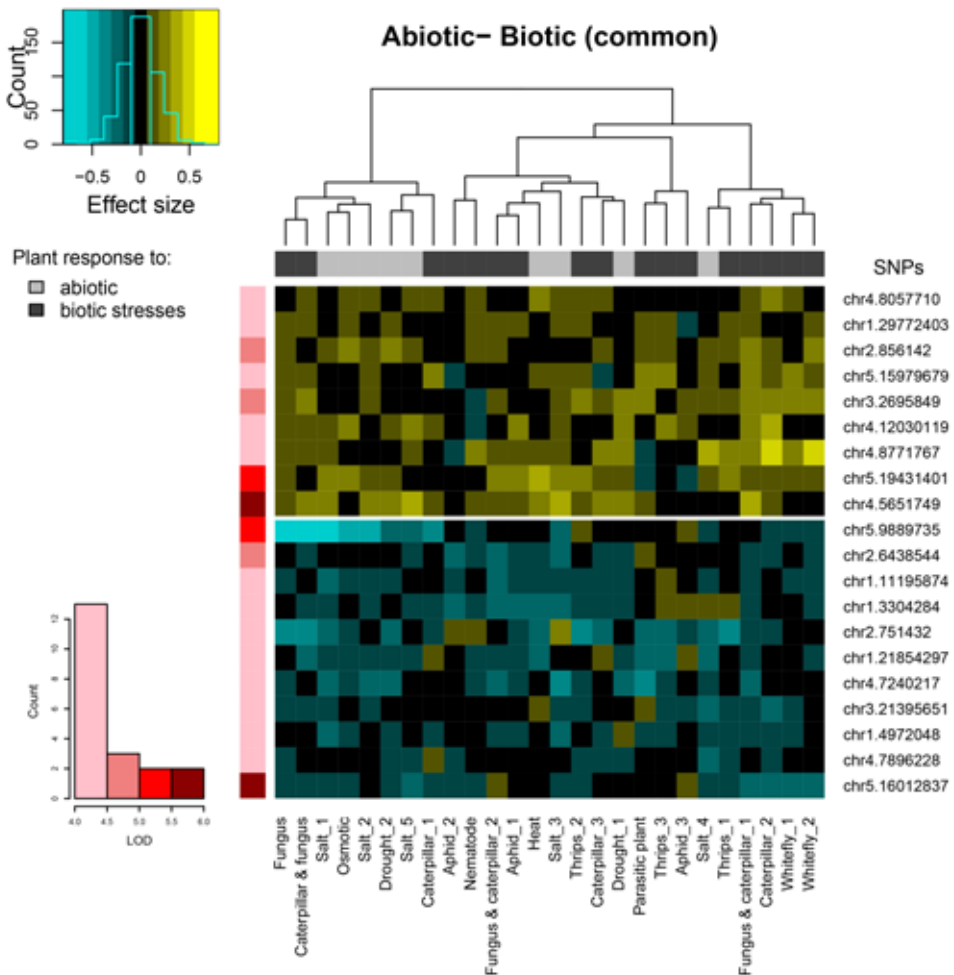 Abiotic− Biotic (common)
Count
0
50
150
−0.5
0
0.5
Effect size
Plant response to:
abiotic
biotic stresses
SNPs
chr4.8057710
chr1.29772403
chr2.856142
chr5.15979679
chr3.2695849
chr4.12030119
chr4.8771767
chr5.19431401
chr4.5651749
chr5.9889735
chr2.6438544
chr1.11195874
chr1.3304284
chr2.751432
chr1.21854297
chr4.7240217
chr3.21395651
chr1.4972048
chr4.7896228
chr5.16012837
Count
0
2
4
6
8
10
12
4.0
4.5
5.0
5.5
6.0
LOD
Fungus
Caterpillar & fungus
Salt_1
Osmotic
Salt_2
Drought_2
Salt_5
Caterpillar_1
Aphid_2
Nematode
Fungus & caterpillar_2
Aphid_1
Heat
Salt_3
Thrips_2
Caterpillar_3
Drought_1
Parasitic plant
Thrips_3
Aphid_3
Salt_4
Thrips_1
Fungus & caterpillar_1
Caterpillar_2
Whitefly_1
Whitefly_2